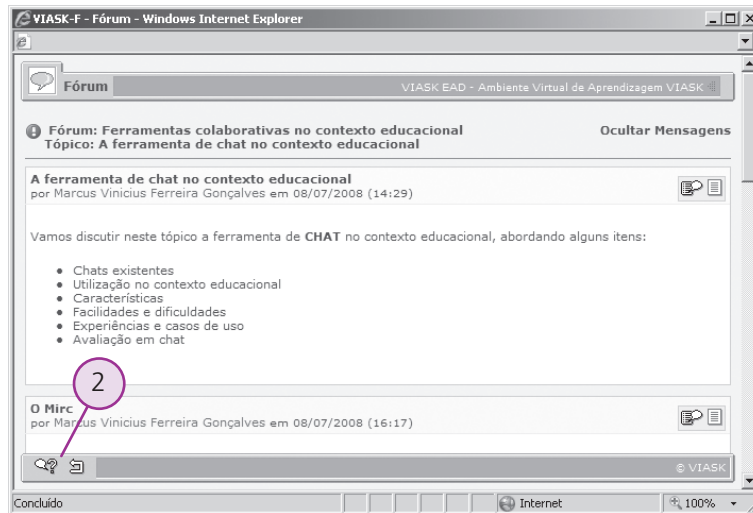 VIASK-F - Fórum - Windows Internet Explorer
Fórum
VIASK EAD - Ambiente Virtual de Aprendizagem VIASK
Fórum: Ferramentas colaborativas no contexto educacional
Ocultar Mensagens
Tópico: A ferramenta de chat no contexto educacional
A ferramenta de chat no contexto educacional
por Marcus Vinicius Ferreira Gonçalves em 08/07/2008 (14:29)
Vamos discutir neste tópico a ferramenta de CHAT no contexto educacional, abordando alguns itens:
• Chats existentes
• Utilização no contexto educacional
• Características
• Facilidades e dificuldades
• Experiências e casos de uso
• Avaliação em chat
2
O Mirc
por Marcus Vinicius Ferreira Gonçalves em 08/07/2008 (16:17)
© VIASK
Concluído
Internet
100%